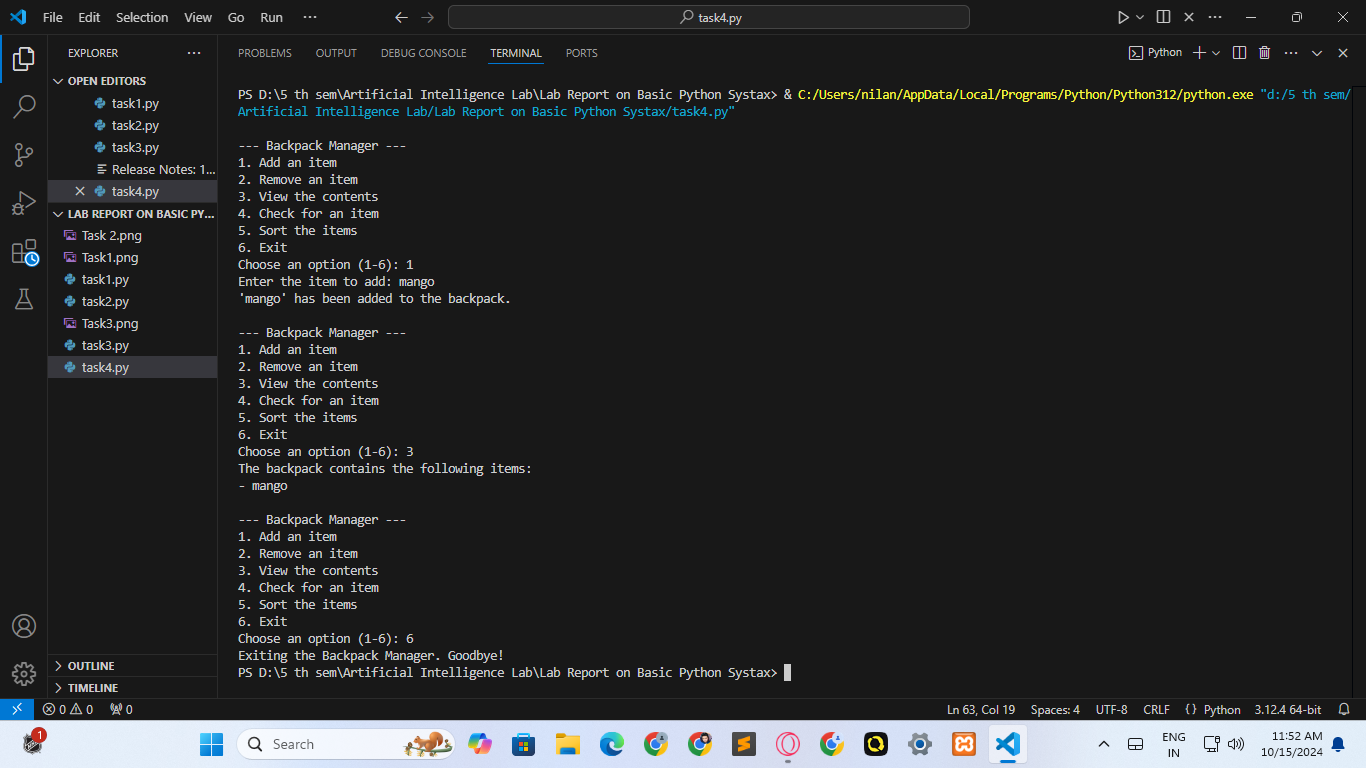 File Edit Selection View Go Run ··· task4.py
EXPLORER ···
OPEN EDITORS
task1.py
task2.py
task3.py
Release Notes: 1...
task4.py
LAB REPORT ON BASIC PY...
Task 2.png
Task1.png
task1.py
task2.py
Task3.png
task3.py
task4.py
OUTLINE
TIMELINE
PROBLEMS OUTPUT DEBUG CONSOLE TERMINAL PORTS Python
PS D:\5 th sem\Artificial Intelligence Lab\Lab Report on Basic Python Systax> & C:/Users/nilan/AppData/Local/Programs/Python/Python312/python.exe "d:/5 th sem/
Artificial Intelligence Lab/Lab Report on Basic Python Systax/task4.py"
--- Backpack Manager ---
1. Add an item
2. Remove an item
3. View the contents
4. Check for an item
5. Sort the items
6. Exit
Choose an option (1-6): 1
Enter the item to add: mango
'mango' has been added to the backpack.
--- Backpack Manager ---
1. Add an item
2. Remove an item
3. View the contents
4. Check for an item
5. Sort the items
6. Exit
Choose an option (1-6): 3
The backpack contains the following items:
- mango
--- Backpack Manager ---
1. Add an item
2. Remove an item
3. View the contents
4. Check for an item
5. Sort the items
6. Exit
Choose an option (1-6): 6
Exiting the Backpack Manager. Goodbye!
PS D:\5 th sem\Artificial Intelligence Lab\Lab Report on Basic Python Systax>
0 0 0 Ln 63, Col 19 Spaces: 4 UTF-8 CRLF { } Python 3.12.4 64-bit
1 Search ENG 11:52 AM
IN 10/15/2024